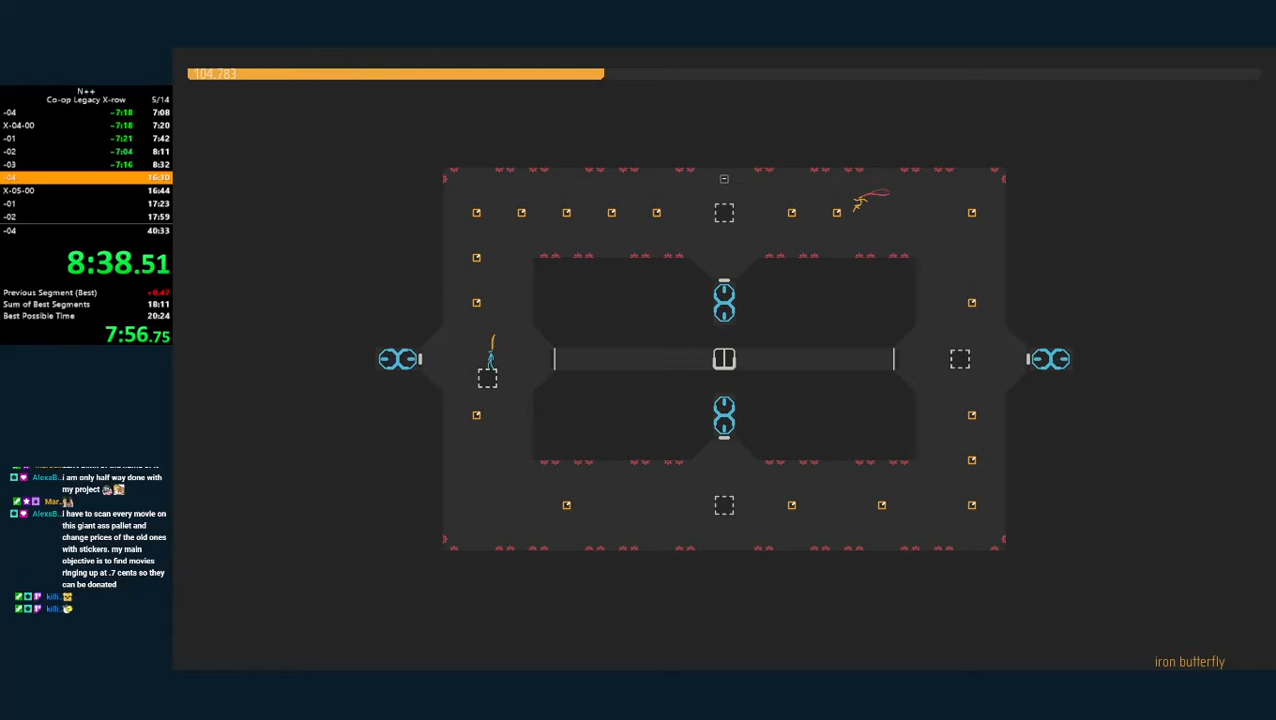 104.783
N++
Co-op Legacy X-row 5/14
-04 -7:18 7:08
X-04-00 -7:18 7:20
-01 -7:21 7:42
-02 -7:04 8:11
-03 -7:16 8:32
-04 16:30
X-05-00 16:44
-01 17:23
-02 17:59
-04 40:33
8:38.51
Previous Segment (Best) +0.47
Sum of Best Segments 18:11
Best Possible Time 20:24
7:56.75
AlexaB.. i am only half way done with
my project
Mar..
AlexaB.. i have to scan every movie on
this giant ass pallet and
change prices of the old ones
with stickers. my main
objective is to find movies
ringing up at .7 cents so they
can be donated
killi..
killi..
iron butterfly